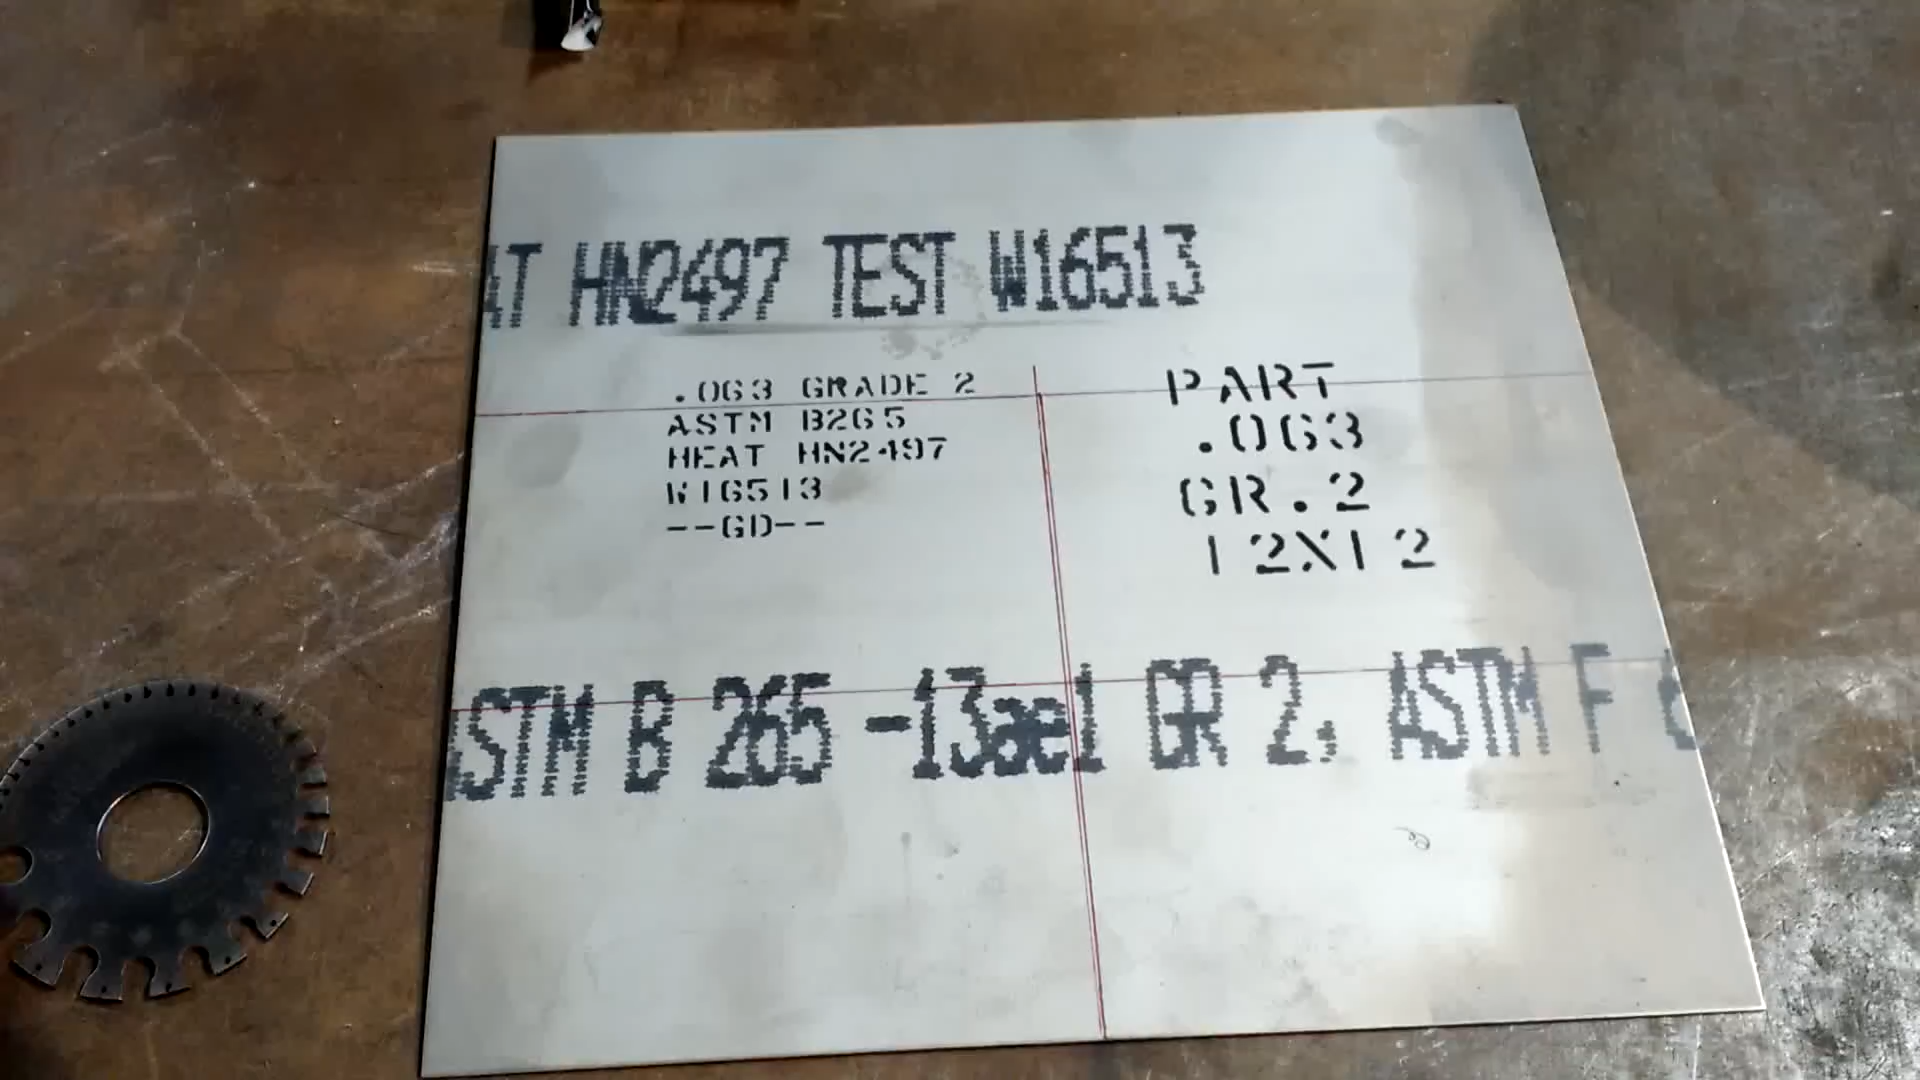 AT HN2497 TEST W16513
.063 GRADE 2
ASTM B265
HEAT HN2497
W16513
--GD--
PART
.063
GR.2
12X12
ASTM B 265 -13ae1 GR 2, ASTM F 6